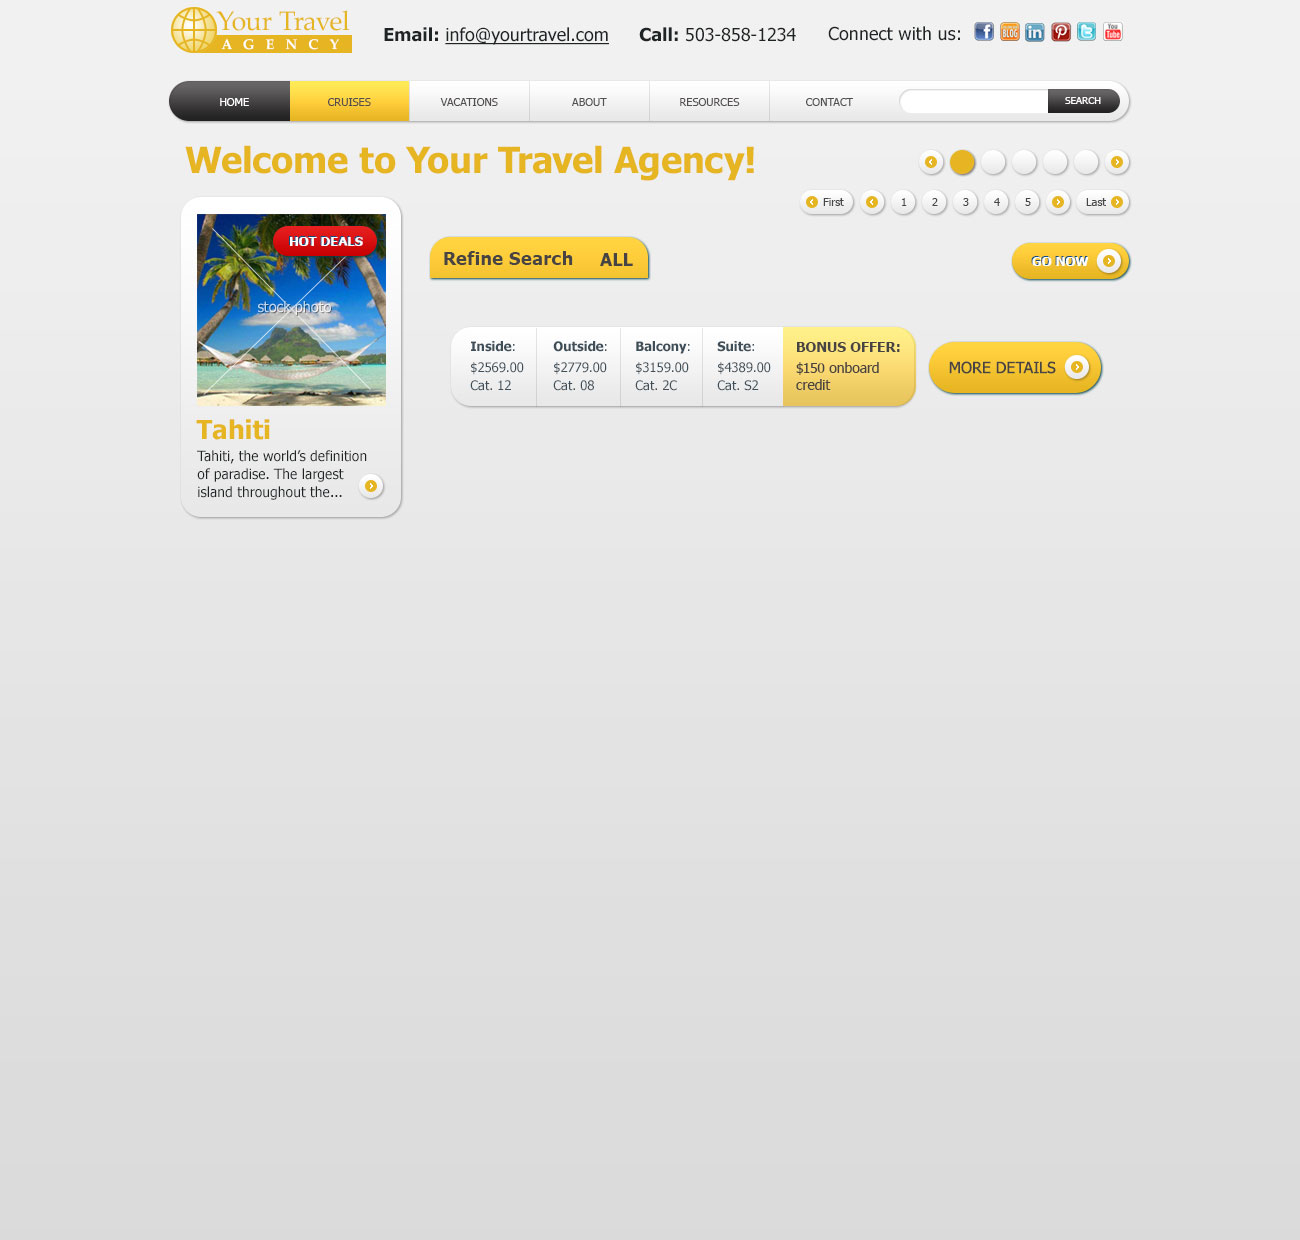 Your Travel
AGENCY
Email: info@yourtravel.com
Call: 503-858-1234
Connect with us:
BLOG
in
You
Tube
HOME
CRUISES
VACATIONS
ABOUT
RESOURCES
CONTACT
SEARCH
Welcome to Your Travel Agency!
First
1
2
3
4
5
Last
HOT DEALS
stock photo
Tahiti
Tahiti, the world's definition
of paradise. The largest
island throughout the...
Refine Search ALL
GO NOW
Inside:
$2569.00
Cat. 12
Outside:
$2779.00
Cat. 08
Balcony:
$3159.00
Cat. 2C
Suite:
$4389.00
Cat. S2
BONUS OFFER:
$150 onboard
credit
MORE DETAILS